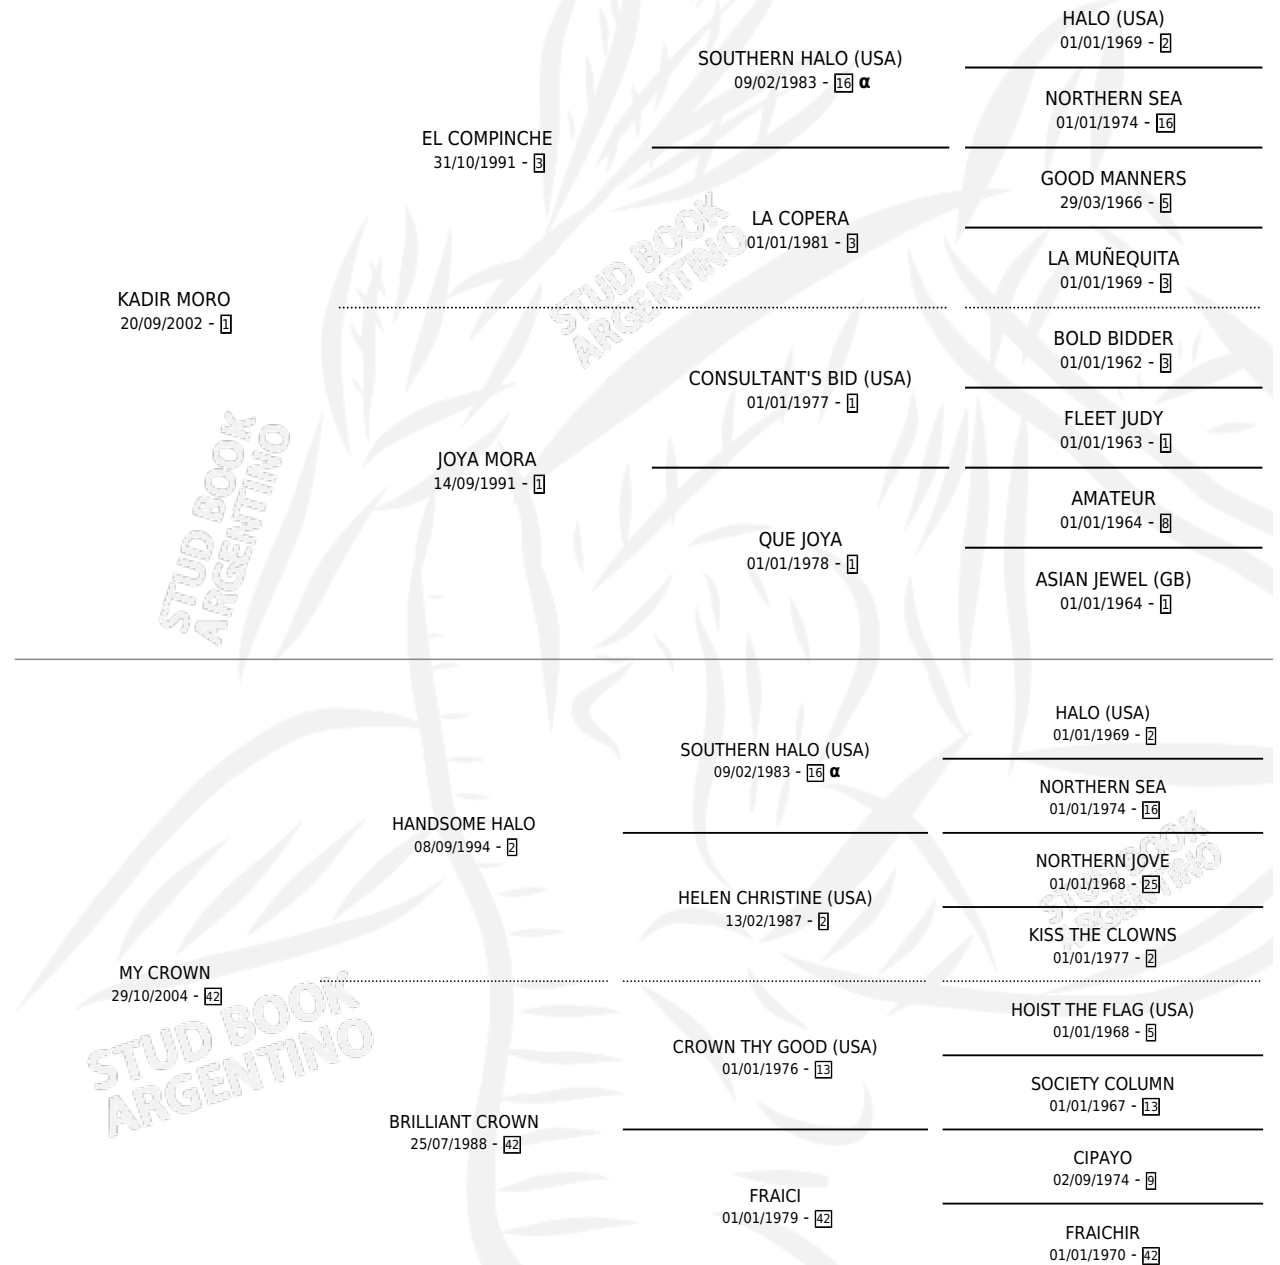 HALO (USA)
01/01/1969 - 2
SOUTHERN HALO (USA)
09/02/1983 - 16 α
NORTHERN SEA
01/01/1974 - 16
EL COMPINCHE
31/10/1991 - 3
GOOD MANNERS
29/03/1966 - 5
LA COPERA
01/01/1981 - 3
LA MUÑEQUITA
01/01/1969 - 3
STUD BOOK
ARGENTINO
KADIR MORO
20/09/2002 - 1
BOLD BIDDER
01/01/1962 - 3
CONSULTANT'S BID (USA)
01/01/1977 - 1
FLEET JUDY
01/01/1963 - 1
JOYA MORA
14/09/1991 - 1
AMATEUR
01/01/1964 - 8
QUE JOYA
01/01/1978 - 1
ASIAN JEWEL (GB)
01/01/1964 - 1
STUD BOOK
ARGENTINO
HALO (USA)
01/01/1969 - 2
SOUTHERN HALO (USA)
09/02/1983 - 16 α
NORTHERN SEA
01/01/1974 - 16
HANDSOME HALO
08/09/1994 - 2
NORTHERN JOVE
01/01/1968 - 25
STUD BOOK
ARGENTINO
HELEN CHRISTINE (USA)
13/02/1987 - 2
KISS THE CLOWNS
01/01/1977 - 2
MY CROWN
29/10/2004 - 42
HOIST THE FLAG (USA)
01/01/1968 - 5
STUD BOOK
ARGENTINO
CROWN THY GOOD (USA)
01/01/1976 - 13
SOCIETY COLUMN
01/01/1967 - 13
BRILLIANT CROWN
25/07/1988 - 42
CIPAYO
02/09/1974 - 9
FRAICI
01/01/1979 - 42
FRAICHIR
01/01/1970 - 42